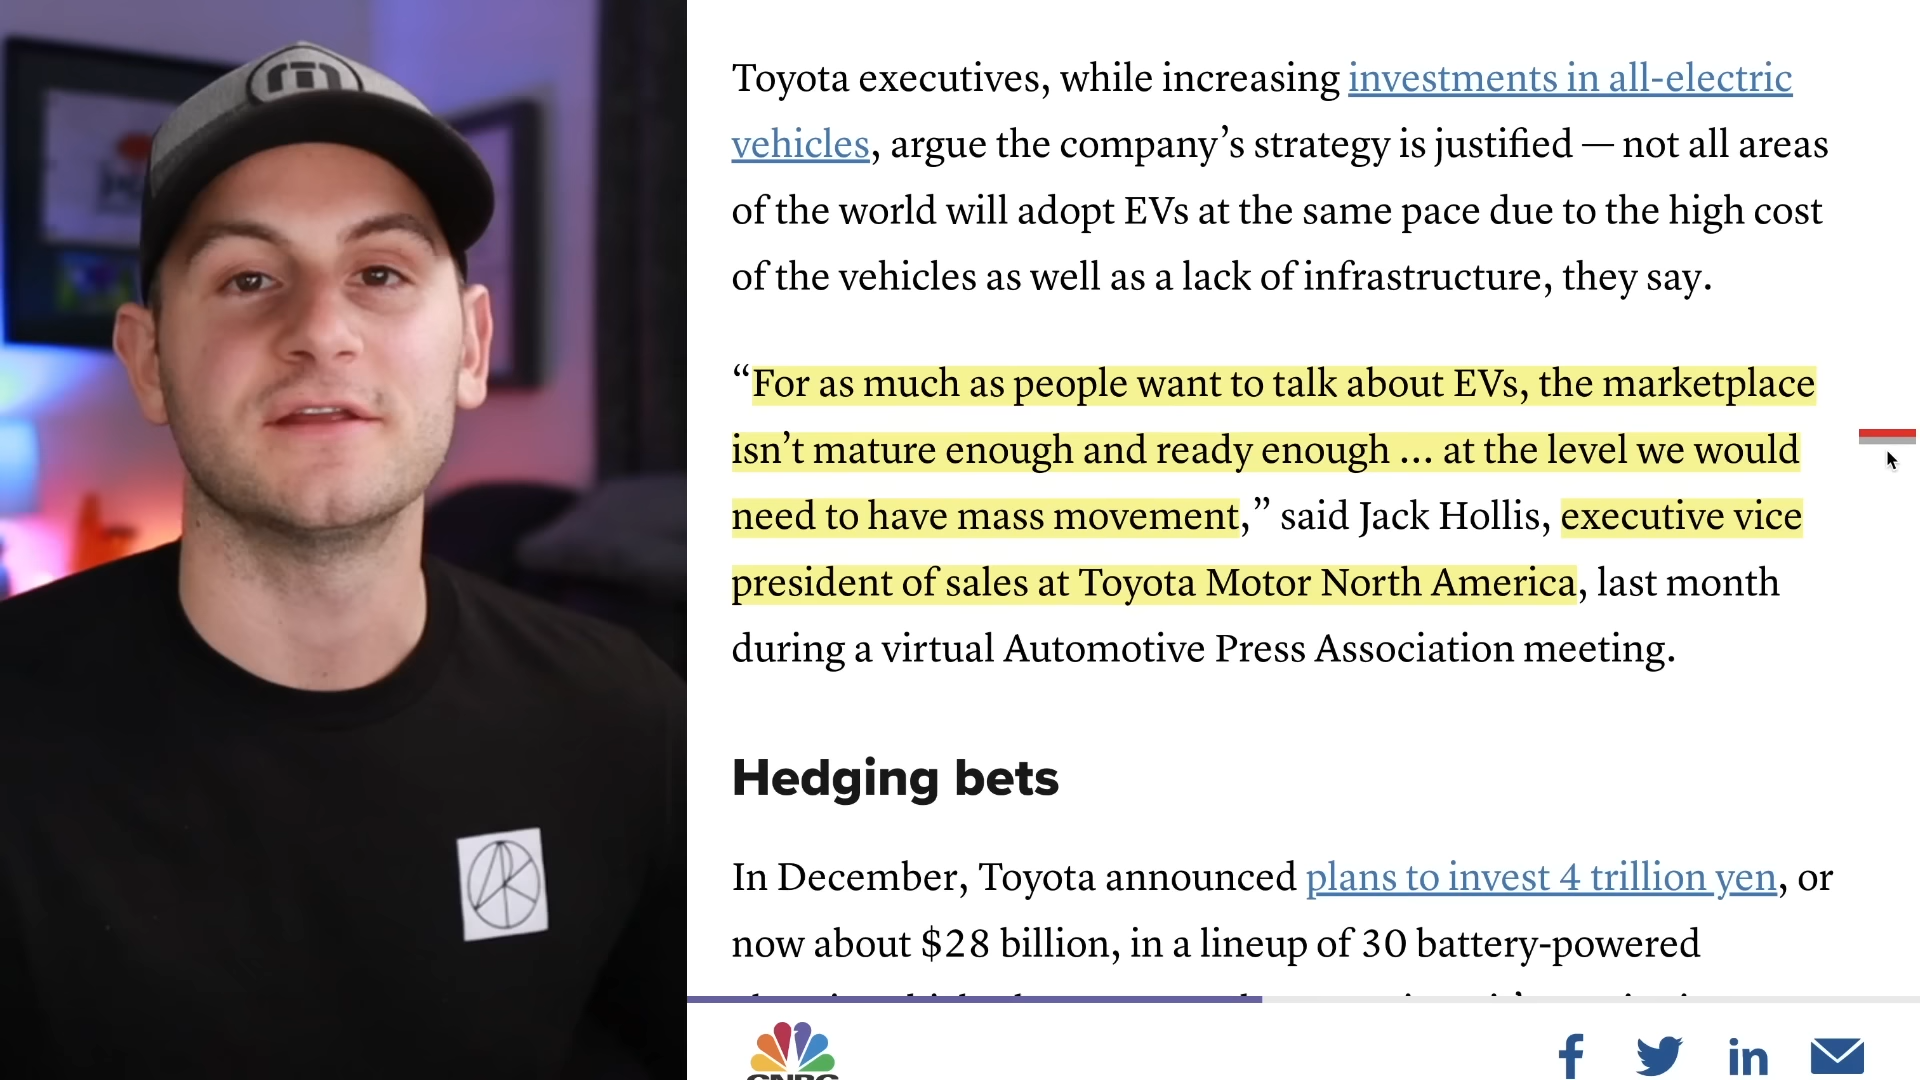 Toyota executives, while increasing investments in all-electric
vehicles, argue the company’s strategy is justified — not all areas
of the world will adopt EVs at the same pace due to the high cost
of the vehicles as well as a lack of infrastructure, they say.
“For as much as people want to talk about EVs, the marketplace
isn’t mature enough and ready enough … at the level we would
need to have mass movement,” said Jack Hollis, executive vice
president of sales at Toyota Motor North America, last month
during a virtual Automotive Press Association meeting.
Hedging bets
In December, Toyota announced plans to invest 4 trillion yen, or
now about $28 billion, in a lineup of 30 battery-powered
CNBC